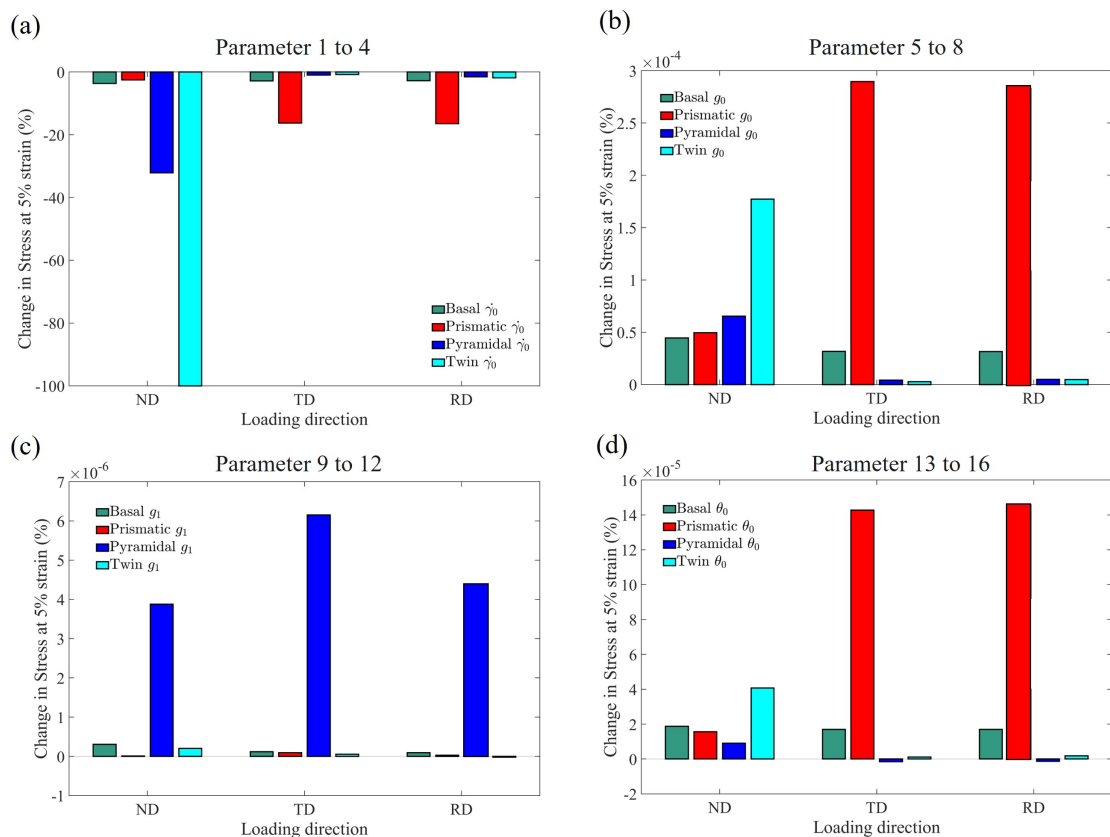 (a)
Parameter 1 to 4
Change in Stress at 5% strain (%)
0
-20
-40
-60
-80
-100
Basal γ̇₀
Prismatic γ̇₀
Pyramidal γ̇₀
Twin γ̇₀
ND TD RD
Loading direction
(b)
Parameter 5 to 8
×10⁻⁴
Change in Stress at 5% strain (%)
3
2.5
2
1.5
1
0.5
0
Basal g₀
Prismatic g₀
Pyramidal g₀
Twin g₀
ND TD RD
Loading direction
(c)
Parameter 9 to 12
×10⁻⁶
Change in Stress at 5% strain (%)
7
6
5
4
3
2
1
0
-1
Basal g₁
Prismatic g₁
Pyramidal g₁
Twin g₁
ND TD RD
Loading direction
(d)
Parameter 13 to 16
×10⁻⁵
Change in Stress at 5% strain (%)
16
14
12
10
8
6
4
2
0
-2
Basal θ₀
Prismatic θ₀
Pyramidal θ₀
Twin θ₀
ND TD RD
Loading direction